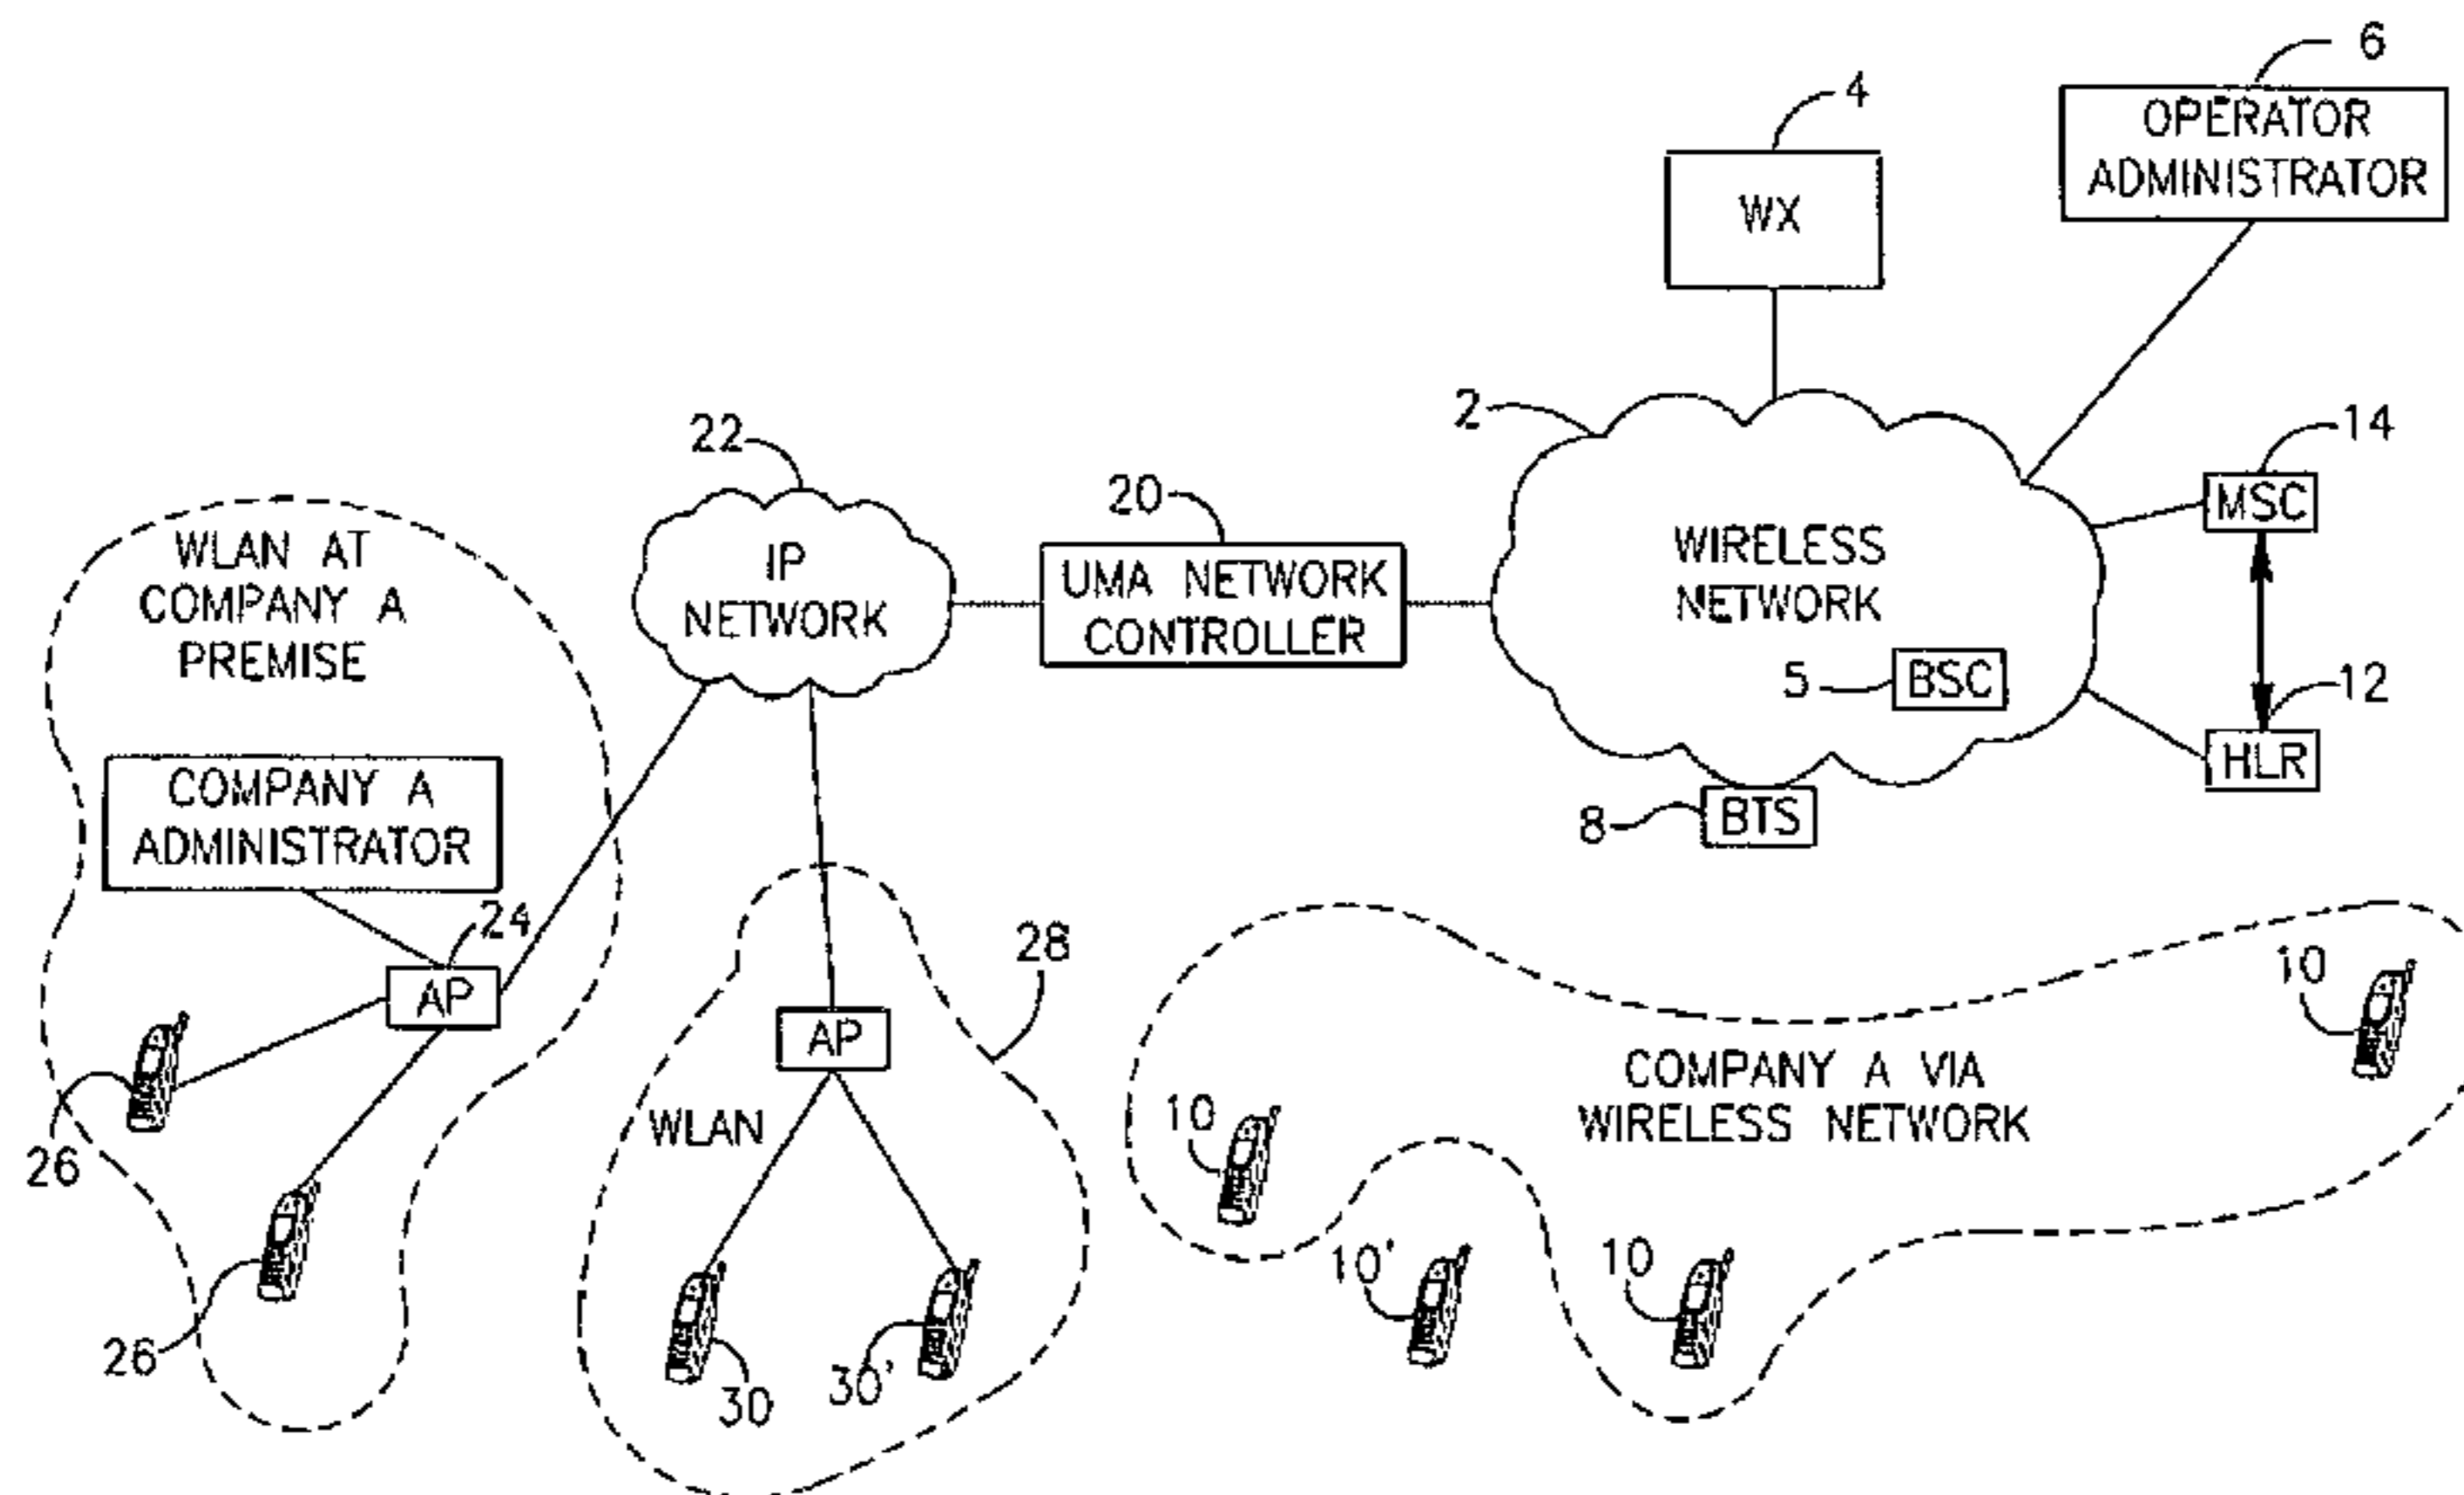 6
4
OPERATOR
ADMINISTRATOR
WX
2
14
22
20
MSC
WLAN AT
COMPANY A
PREMISE
IP
NETWORK
UMA NETWORK
CONTROLLER
WIRELESS
NETWORK
5
BSC
12
HLR
COMPANY A
ADMINISTRATOR
8
BTS
24
28
10
AP
AP
COMPANY A VIA
WIRELESS NETWORK
WLAN
10
26
10'
10
26
30
30'